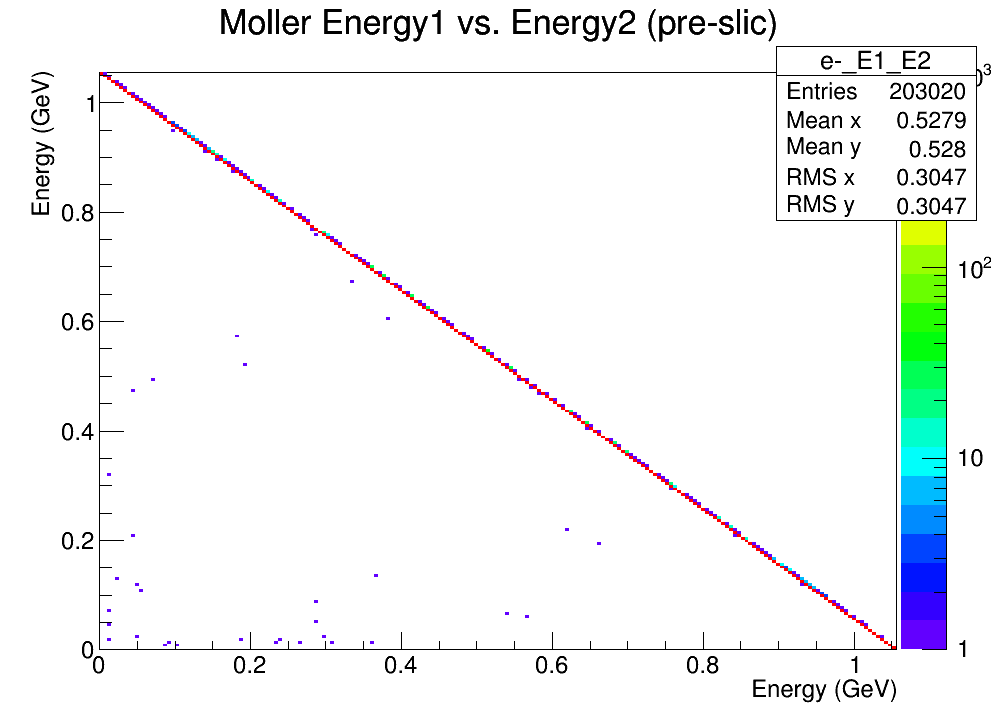 Moller Energy1 vs. Energy2 (pre-slic)
e-_E1_E2
Entries 203020
Mean x 0.5279
Mean y 0.528
RMS x 0.3047
RMS y 0.3047
Energy (GeV)
1
0.8
0.6
0.4
0.2
0
0 0.2 0.4 0.6 0.8 1
Energy (GeV)
10²
10
1